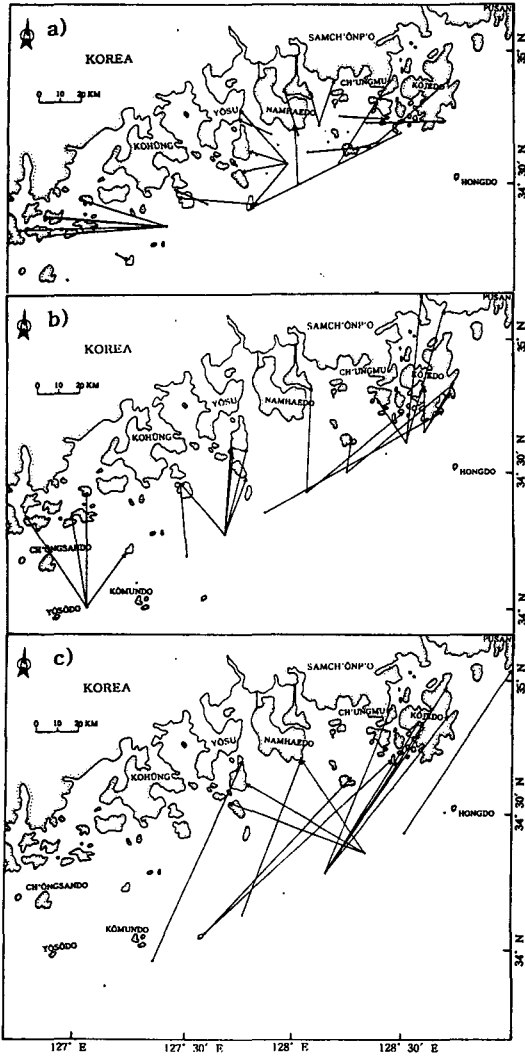 a)
KOREA
SAMCH'ŎNP'O
PUSAN
35 N
CH'UNGMU
KŎJEDO
0 10 20 KM
YŎSU
NAMHAEDO
KOHŬNG
HONGDO
34° 30' N
b)
KOREA
SAMCH'ŎNP'O
PUSAN
35° N
CH'UNGMU
KŎJEDO
0 10 20 KM
YŎSU
NAMHAEDO
KOHŬNG
HONGDO
34° 30' N
CH'ŎNGSANDO
KŎMUNDO
YŎSŎDO
34° N
c)
KOREA
SAMCH'ŎNP'O
PUSAN
35° N
CH'UNGMU
KŎJEDO
0 10 20 KM
YŎSU
NAMHAEDO
KOHŬNG
HONGDO
34° 30' N
CH'ŎNGSANDO
KŎMUNDO
YŎSŎDO
34° N
127° E
127° 30' E
128° E
128° 30' E